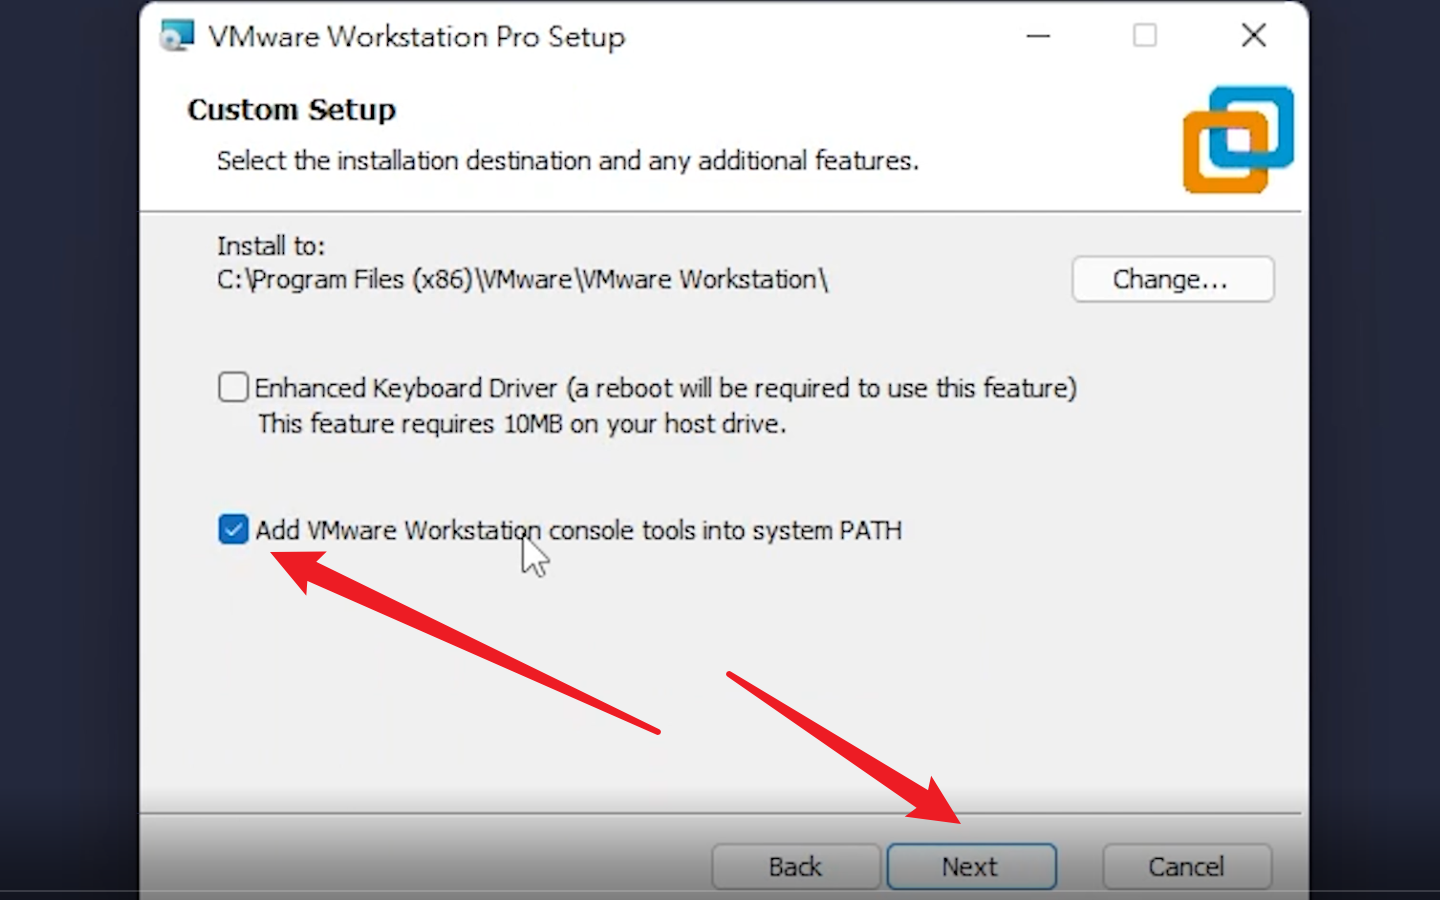 VMware Workstation Pro Setup
Custom Setup
Select the installation destination and any additional features.
Install to:
C:\Program Files (x86)\VMware\VMware Workstation\
Change...
Enhanced Keyboard Driver (a reboot will be required to use this feature)
This feature requires 10MB on your host drive.
Add VMware Workstation console tools into system PATH
Back
Next
Cancel